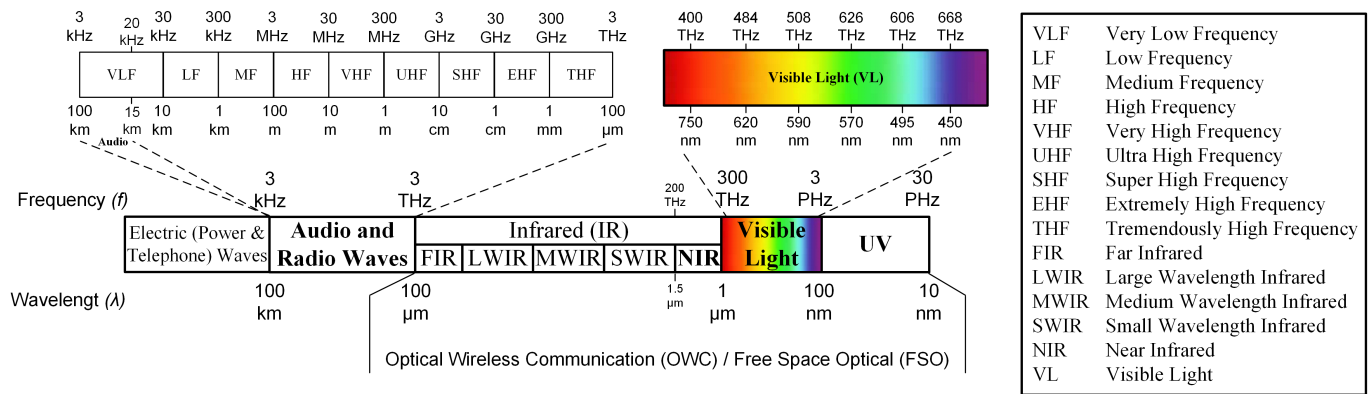 3 kHz
20 kHz
30 kHz
300 kHz
3 MHz
30 MHz
300 MHz
3 GHz
30 GHz
300 GHz
3 THz
VLF LF MF HF VHF UHF SHF EHF THF
100 km
15 km
10 km
1 km
100 m
10 m
1 m
10 cm
1 cm
1 mm
100 µm
Audio
400 THz
484 THz
508 THz
626 THz
606 THz
668 THz
Visible Light (VL)
750 nm
620 nm
590 nm
570 nm
495 nm
450 nm
Frequency (f)
3 kHz
3 THz
200 THz
300 THz
3 PHz
30 PHz
Electric (Power &
Telephone) Waves
Audio and
Radio Waves
Infrared (IR)
FIR LWIR MWIR SWIR NIR
Visible
Light
UV
Wavelengt (λ)
100 km
100 µm
1.5 µm
1 µm
100 nm
10 nm
Optical Wireless Communication (OWC) / Free Space Optical (FSO)
VLF Very Low Frequency
LF Low Frequency
MF Medium Frequency
HF High Frequency
VHF Very High Frequency
UHF Ultra High Frequency
SHF Super High Frequency
EHF Extremely High Frequency
THF Tremendously High Frequency
FIR Far Infrared
LWIR Large Wavelength Infrared
MWIR Medium Wavelength Infrared
SWIR Small Wavelength Infrared
NIR Near Infrared
VL Visible Light